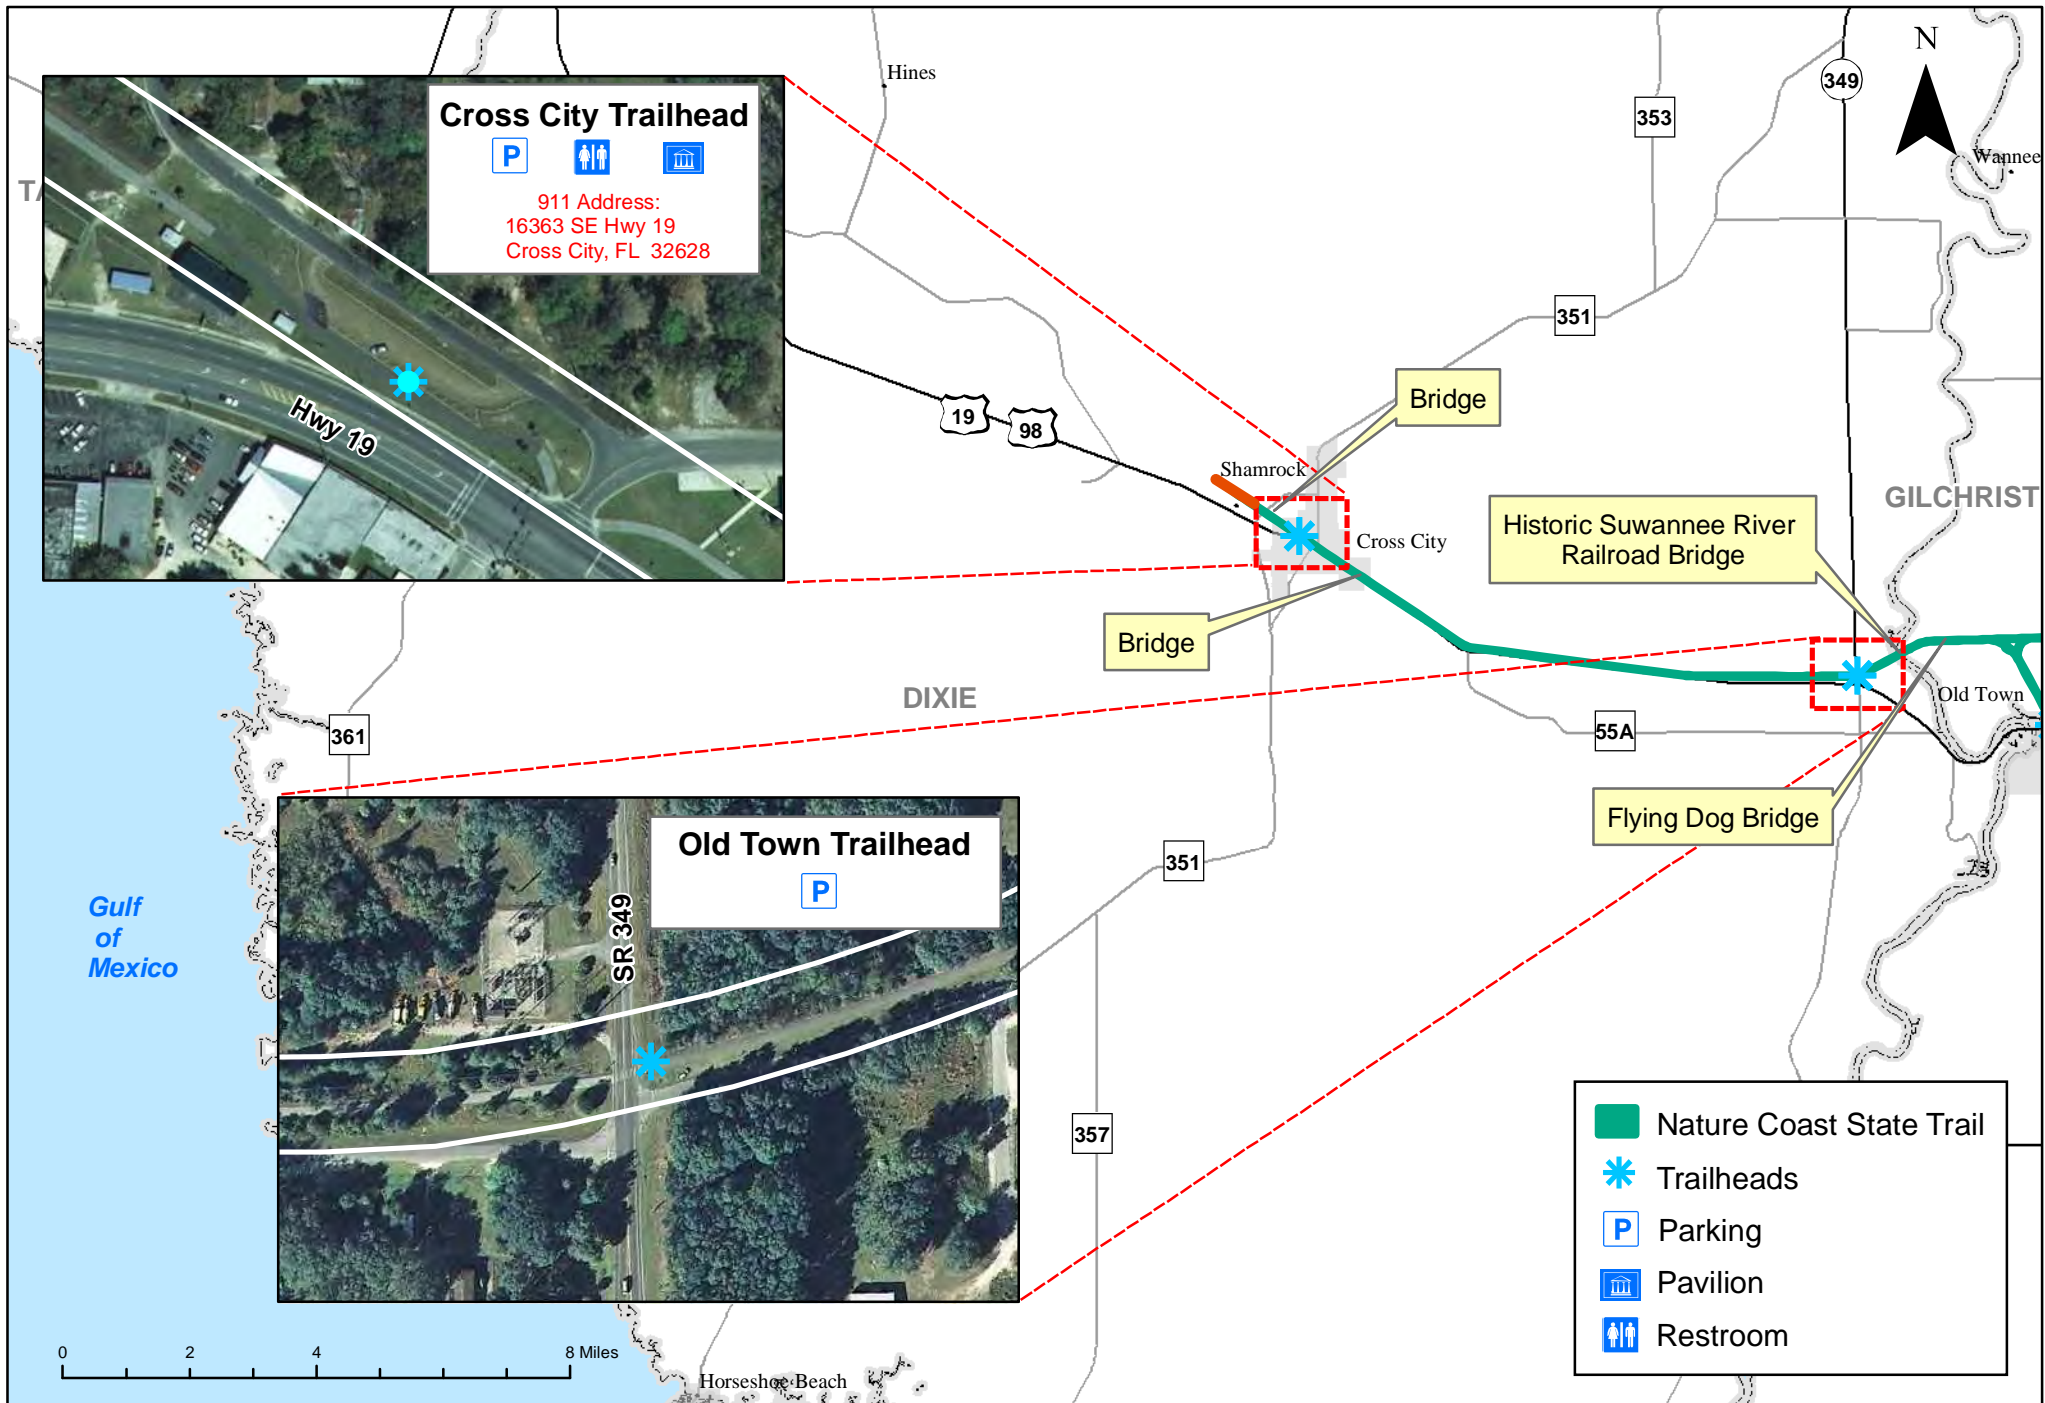 Hines
N
349
353
Wannee
Cross City Trailhead
P
911 Address:
16363 SE Hwy 19
Cross City, FL 32628
TA
Hwy 19
351
19
98
Bridge
Shamrock
Cross City
GILCHRIST
Historic Suwannee River
Railroad Bridge
Bridge
DIXIE
Old Town
361
55A
Flying Dog Bridge
351
Old Town Trailhead
P
SR 349
Gulf
of
Mexico
357
Nature Coast State Trail
Trailheads
P Parking
Pavilion
Restroom
0 2 4 8 Miles
Horseshoe Beach